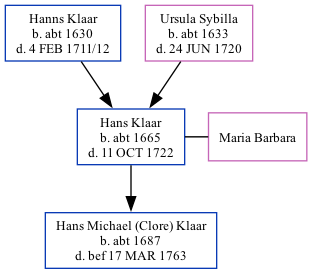 Hanns Klaar
b. abt 1630
d. 4 FEB 1711/12
Ursula Sybilla
b. abt 1633
d. 24 JUN 1720
Hans Klaar
b. abt 1665
d. 11 OCT 1722
Maria Barbara
Hans Michael (Clore) Klaar
b. abt 1687
d. bef 17 MAR 1763